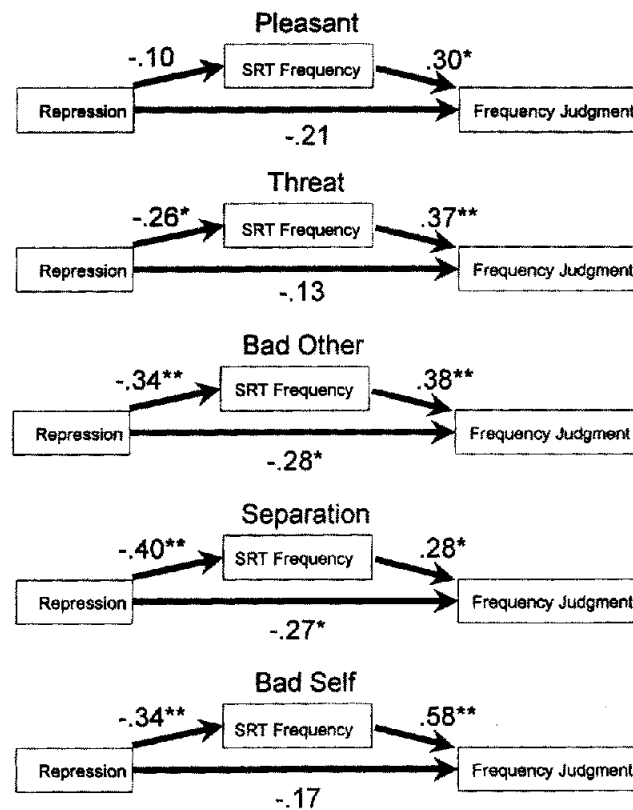 Pleasant
-.10
SRT Frequency
.30*
Repression
Frequency Judgment
-.21
Threat
-.26*
SRT Frequency
.37**
Repression
Frequency Judgment
-.13
Bad Other
-.34**
SRT Frequency
.38**
Repression
Frequency Judgment
-.28*
Separation
-.40**
SRT Frequency
.28*
Repression
Frequency Judgment
-.27*
Bad Self
-.34**
SRT Frequency
.58**
Repression
Frequency Judgment
-.17